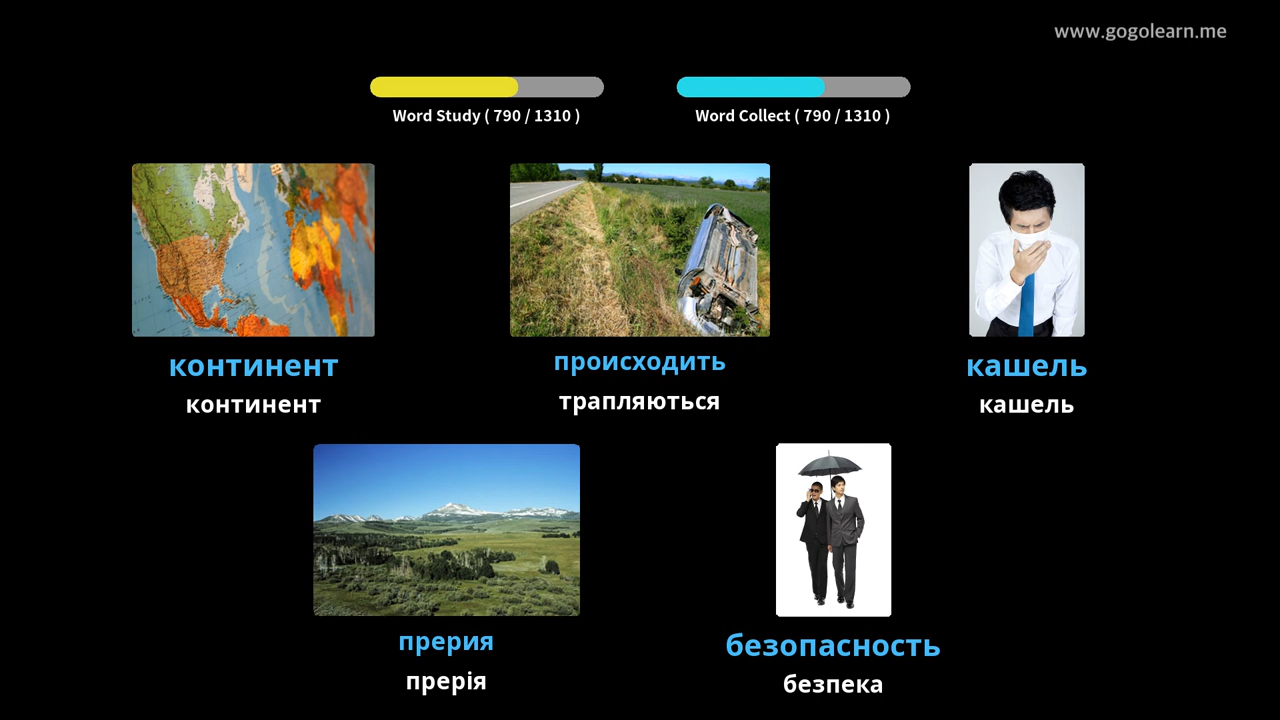 www.gogolearn.me
Word Study ( 790 / 1310 )
Word Collect ( 790 / 1310 )
континент
континент
происходить
трапляються
кашель
кашель
прерия
прерія
безопасность
безпека